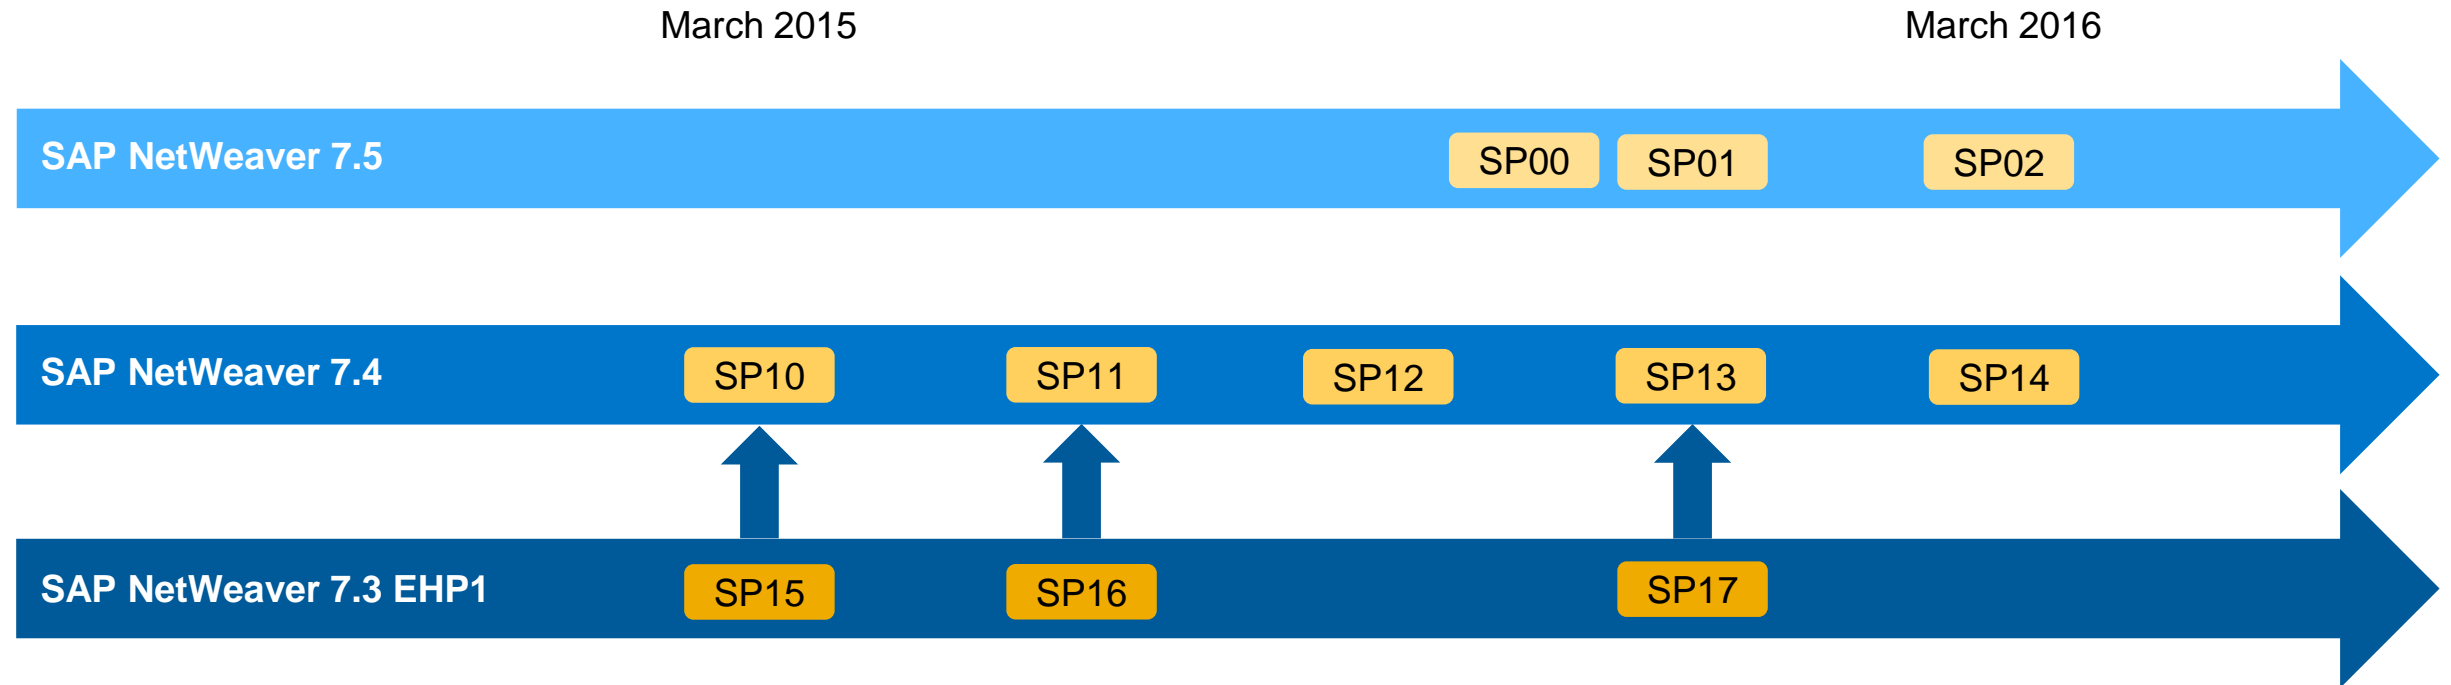 March 2015 March 2016
SAP NetWeaver 7.5 SP00 SP01 SP02
SAP NetWeaver 7.4 SP10 SP11 SP12 SP13 SP14
SAP NetWeaver 7.3 EHP1 SP15 SP16 SP17